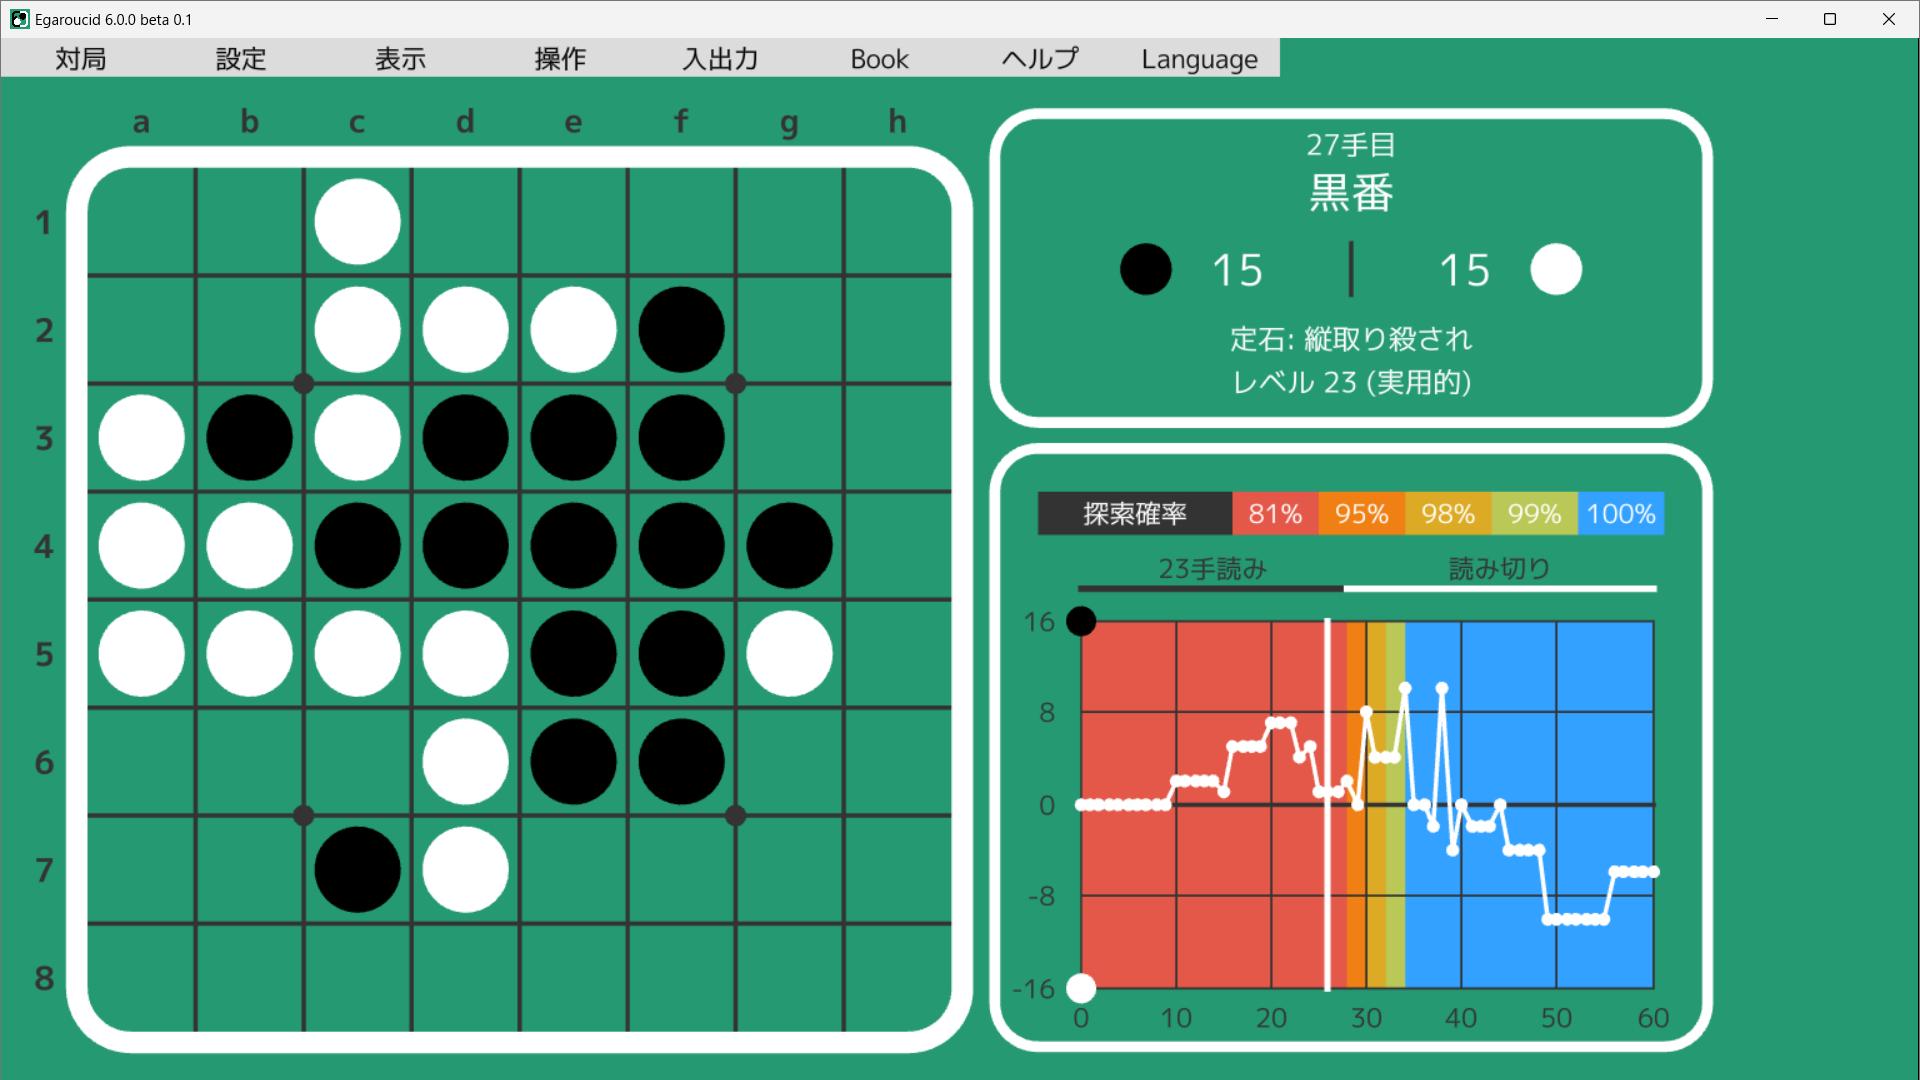 Egaroucid 6.0.0 beta 0.1
対局 設定 表示 操作 入出力 Book ヘルプ Language
a b c d e f g h
1
2
3
4
5
6
7
8
27手目
黒番
15 15
定石: 縦取り殺され
レベル 23 (実用的)
探索確率 81% 95% 98% 99% 100%
23手読み 読み切り
16
8
0
-8
-16
0 10 20 30 40 50 60